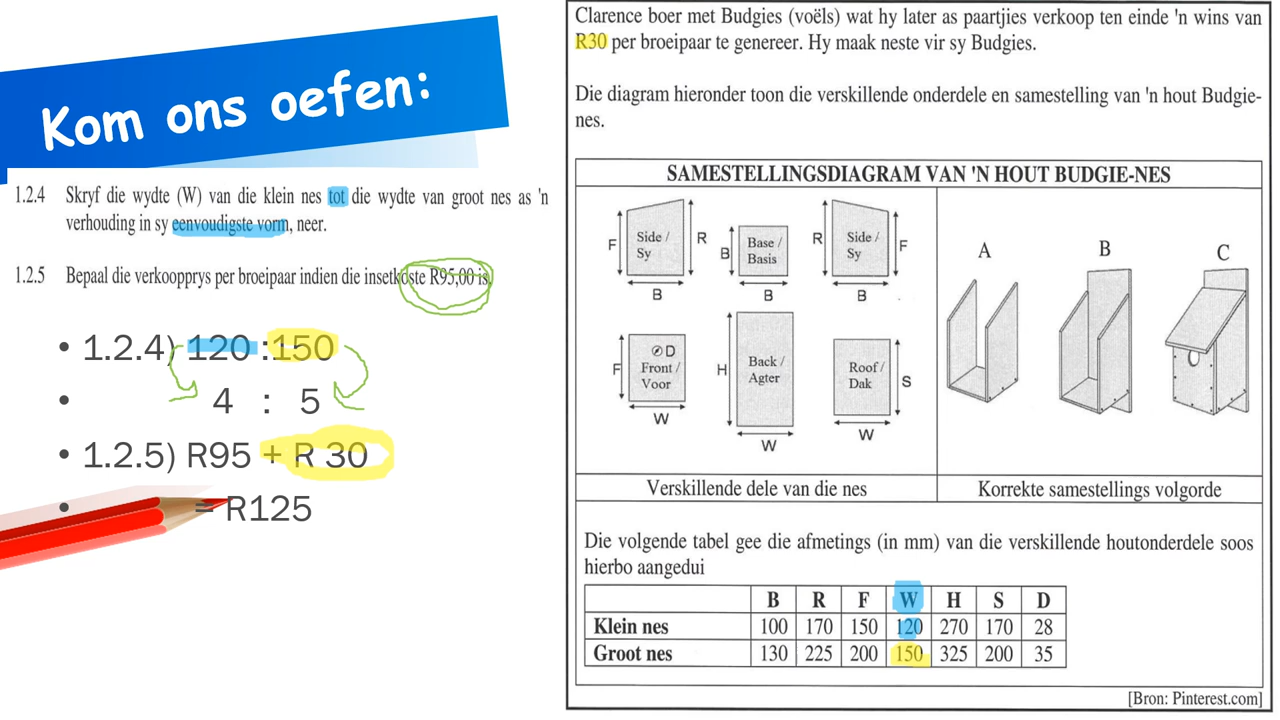 Kom ons oefen:
1.2.4 Skryf die wydte (W) van die klein nes tot die wydte van groot nes as 'n
verhouding in sy eenvoudigste vorm, neer.
1.2.5 Bepaal die verkoopprys per broeipaar indien die insetkoste R95,00 is.
• 1.2.4) 120 :150
• 4 : 5
• 1.2.5) R95 + R 30
• = R125
Clarence boer met Budgies (voëls) wat hy later as paartjies verkoop ten einde 'n wins van
R30 per broeipaar te genereer. Hy maak neste vir sy Budgies.
Die diagram hieronder toon die verskillende onderdele en samestelling van 'n hout Budgie-
nes.
SAMESTELLINGSDIAGRAM VAN 'N HOUT BUDGIE-NES
F Side / Sy R B
B Base / Basis B
R Side / Sy F B
F D Front / Voor W
H Back / Agter W
Roof / Dak S W
A B C
Verskillende dele van die nes
Korrekte samestellings volgorde
Die volgende tabel gee die afmetings (in mm) van die verskillende houtonderdele soos
hierbo aangedui
B R F W H S D
Klein nes 100 170 150 120 270 170 28
Groot nes 130 225 200 150 325 200 35
[Bron: Pinterest.com]